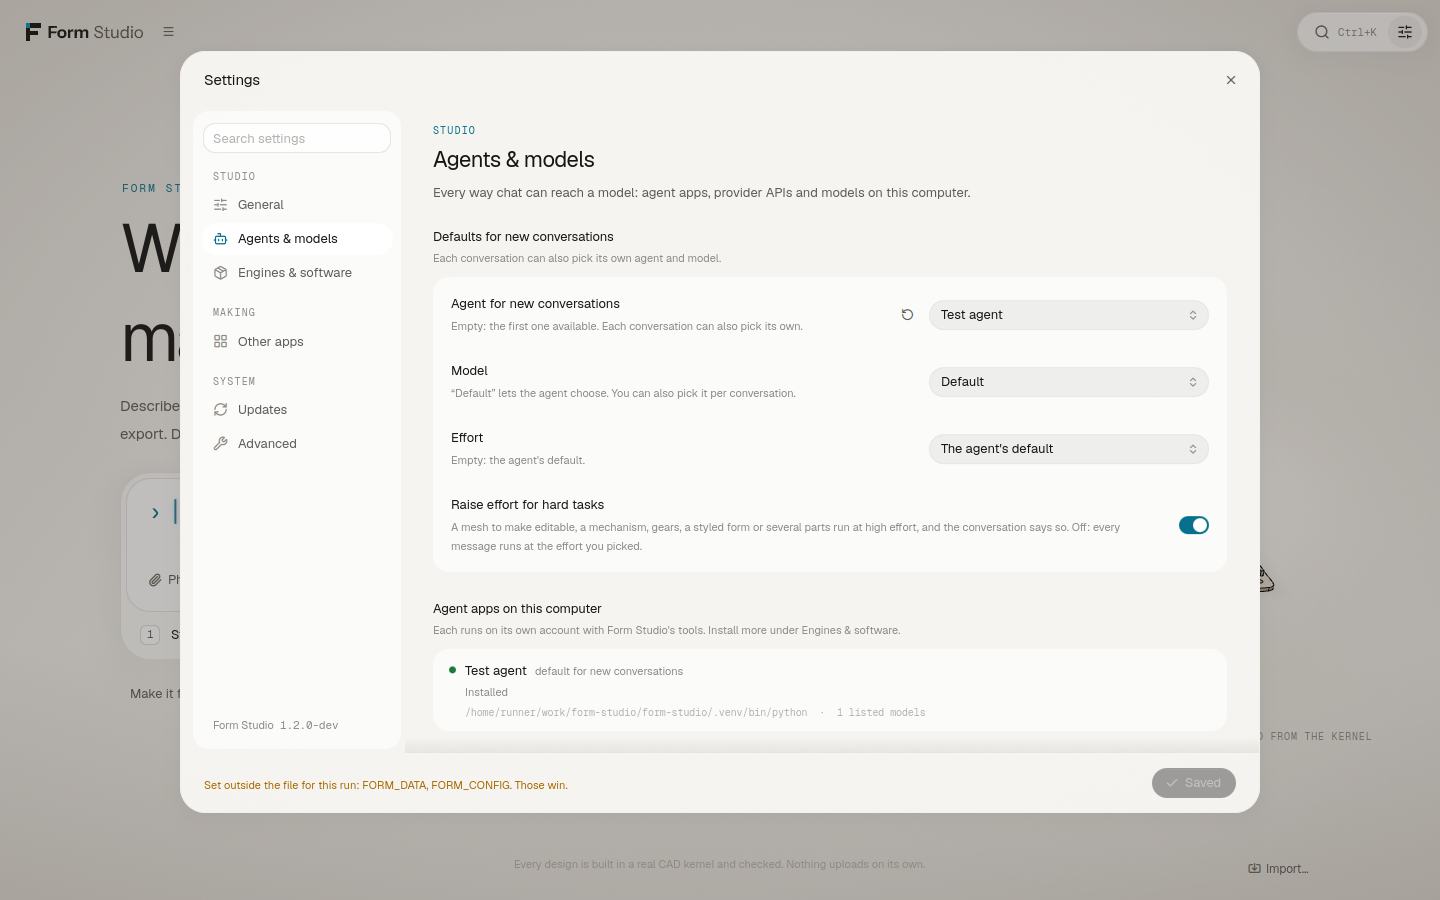 Form Studio
Ctrl+K
Settings
Search settings
STUDIO
General
Agents & models
Engines & software
MAKING
Other apps
SYSTEM
Updates
Advanced
Form Studio 1.2.0-dev
STUDIO
Agents & models
Every way chat can reach a model: agent apps, provider APIs and models on this computer.
Defaults for new conversations
Each conversation can also pick its own agent and model.
Agent for new conversations
Empty: the first one available. Each conversation can also pick its own.
Test agent
Model
“Default” lets the agent choose. You can also pick it per conversation.
Default
Effort
Empty: the agent's default.
The agent's default
Raise effort for hard tasks
A mesh to make editable, a mechanism, gears, a styled form or several parts run at high effort, and the conversation says so. Off: every
message runs at the effort you picked.
Agent apps on this computer
Each runs on its own account with Form Studio's tools. Install more under Engines & software.
Test agent default for new conversations
Installed
/home/runner/work/form-studio/form-studio/.venv/bin/python · 1 listed models
Set outside the file for this run: FORM_DATA, FORM_CONFIG. Those win.
Saved
FORM ST
W
ma
Describe
export. D
Ph
1 S
Make it f
FROM THE KERNEL
Every design is built in a real CAD kernel and checked. Nothing uploads on its own.
Import...